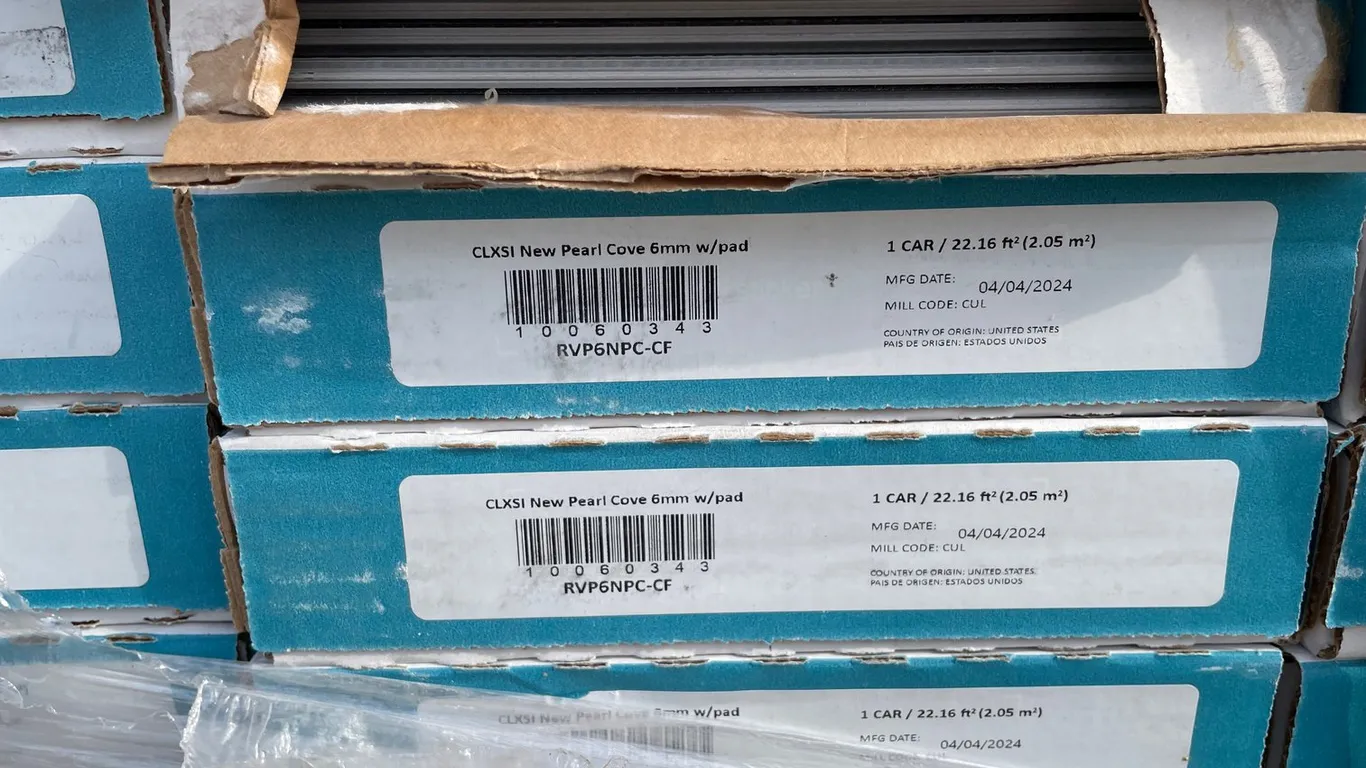 CLXSI New Pearl Cove 6mm w/pad
10060343
RVP6NPC-CF
1 CAR / 22.16 ft² (2.05 m²)
MFG DATE: 04/04/2024
MILL CODE: CUL
COUNTRY OF ORIGIN: UNITED STATES
PAIS DE ORIGEN: ESTADOS UNIDOS
CLXSI New Pearl Cove 6mm w/pad
10060343
RVP6NPC-CF
1 CAR / 22.16 ft² (2.05 m²)
MFG DATE: 04/04/2024
MILL CODE: CUL
COUNTRY OF ORIGIN: UNITED STATES
PAIS DE ORIGEN: ESTADOS UNIDOS
CLXSI New Pearl Cove 6mm w/pad
1 CAR / 22.16 ft² (2.05 m²)
MFG DATE: 04/04/2024
MILL CODE: CUL